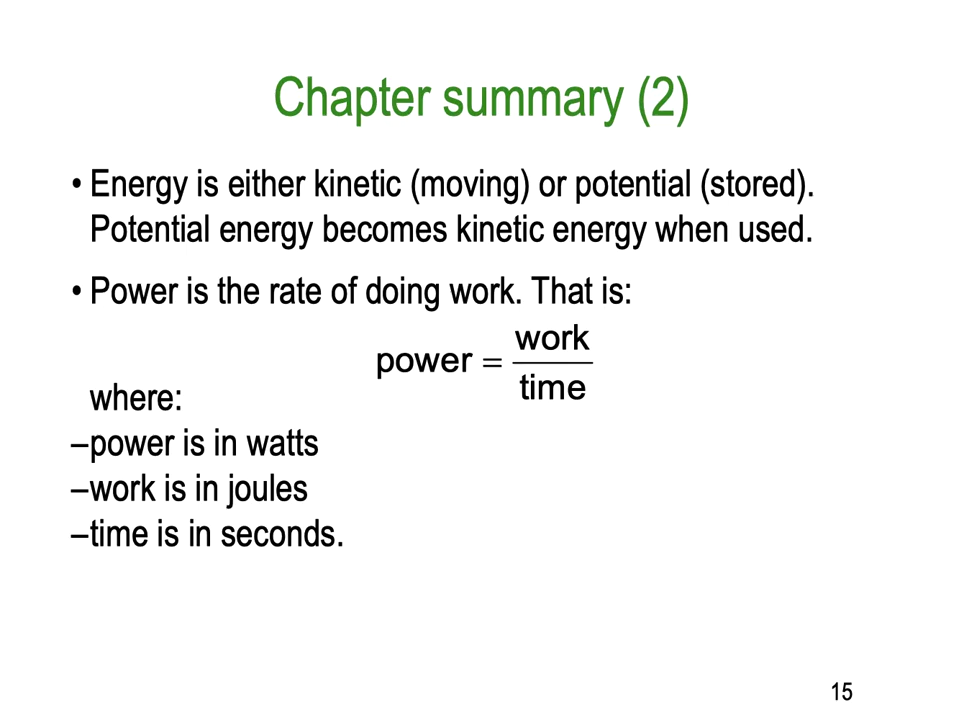 Chapter summary (2)
• Energy is either kinetic (moving) or potential (stored).
Potential energy becomes kinetic energy when used.
• Power is the rate of doing work. That is:
power = work
time
where:
–power is in watts
–work is in joules
–time is in seconds.
15